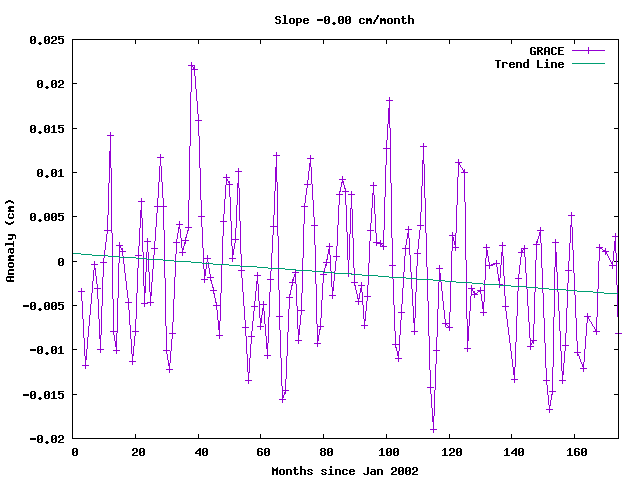 Slope -0.00 cm/month
GRACE
Trend Line
0.025
0.02
0.015
0.01
0.005
0
-0.005
-0.01
-0.015
-0.02
Anomaly (cm)
0 20 40 60 80 100 120 140 160
Months since Jan 2002